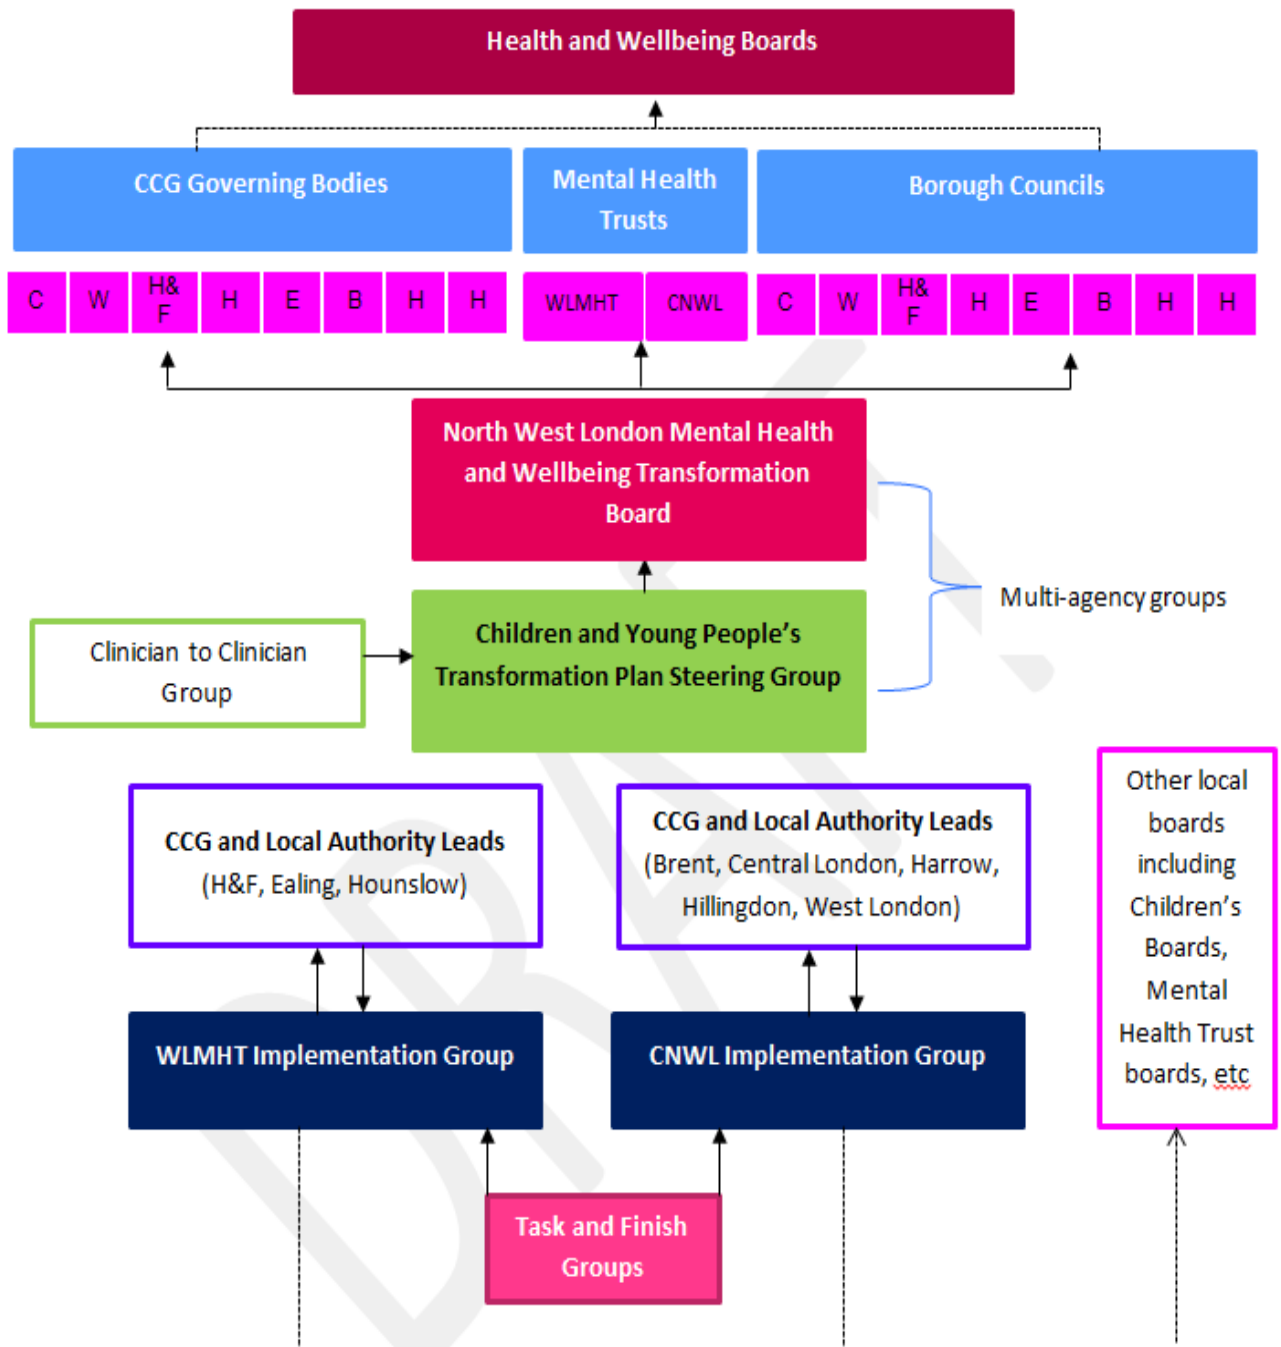 Health and Wellbeing Boards
CCG Governing Bodies
Mental Health
Trusts
Borough Councils
C W H&
F H E B H H
WLMHT CNWL
C W H&
F H E B H H
North West London Mental Health
and Wellbeing Transformation
Board
Multi-agency groups
Children and Young People’s
Transformation Plan Steering Group
Clinician to Clinician
Group
CCG and Local Authority Leads
(H&F, Ealing, Hounslow)
CCG and Local Authority Leads
(Brent, Central London, Harrow,
Hillingdon, West London)
Other local
boards
including
Children’s
Boards,
Mental
Health Trust
boards, etc
WLMHT Implementation Group
CNWL Implementation Group
Task and Finish
Groups
DRAFT